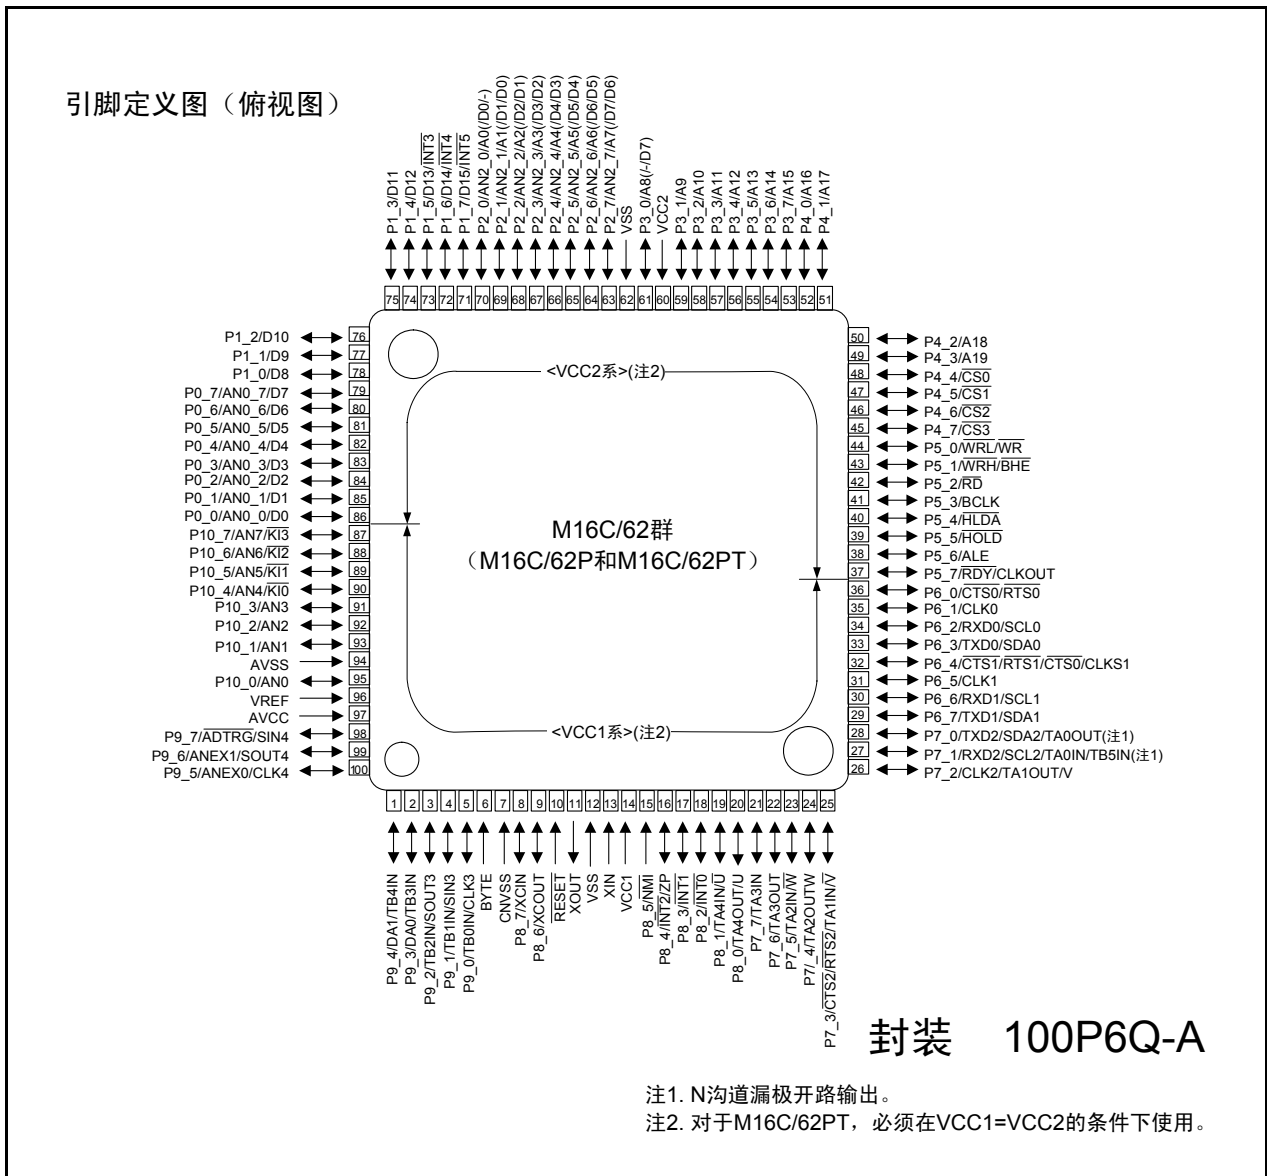 引脚定义图（俯视图）
P1_3/D11
P1_4/D12
P1_5/D13/INT3
P1_6/D14/INT4
P1_7/D15/INT5
P2_0/AN2_0/A0(/D0/-)
P2_1/AN2_1/A1(/D1/D0)
P2_2/AN2_2/A2(/D2/D1)
P2_3/AN2_3/A3(/D3/D2)
P2_4/AN2_4/A4(/D4/D3)
P2_5/AN2_5/A5(/D5/D4)
P2_6/AN2_6/A6(/D6/D5)
P2_7/AN2_7/A7(/D7/D6)
VSS
P3_0/A8(/-/D7)
VCC2
P3_1/A9
P3_2/A10
P3_3/A11
P3_4/A12
P3_5/A13
P3_6/A14
P3_7/A15
P4_0/A16
P4_1/A17
75 74 73 72 71 70 69 68 67 66 65 64 63 62 61 60 59 58 57 56 55 54 53 52 51
P1_2/D10 76
P1_1/D9 77
P1_0/D8 78
P0_7/AN0_7/D7 79
P0_6/AN0_6/D6 80
P0_5/AN0_5/D5 81
P0_4/AN0_4/D4 82
P0_3/AN0_3/D3 83
P0_2/AN0_2/D2 84
P0_1/AN0_1/D1 85
P0_0/AN0_0/D0 86
P10_7/AN7/KI3 87
P10_6/AN6/KI2 88
P10_5/AN5/KI1 89
P10_4/AN4/KI0 90
P10_3/AN3 91
P10_2/AN2 92
P10_1/AN1 93
AVSS 94
P10_0/AN0 95
VREF 96
AVCC 97
P9_7/ADTRG/SIN4 98
P9_6/ANEX1/SOUT4 99
P9_5/ANEX0/CLK4 100
<VCC2系>(注2)
M16C/62群
（M16C/62P和M16C/62PT）
<VCC1系>(注2)
50 P4_2/A18
49 P4_3/A19
48 P4_4/CS0
47 P4_5/CS1
46 P4_6/CS2
45 P4_7/CS3
44 P5_0/WRL/WR
43 P5_1/WRH/BHE
42 P5_2/RD
41 P5_3/BCLK
40 P5_4/HLDA
39 P5_5/HOLD
38 P5_6/ALE
37 P5_7/RDY/CLKOUT
36 P6_0/CTS0/RTS0
35 P6_1/CLK0
34 P6_2/RXD0/SCL0
33 P6_3/TXD0/SDA0
32 P6_4/CTS1/RTS1/CTS0/CLKS1
31 P6_5/CLK1
30 P6_6/RXD1/SCL1
29 P6_7/TXD1/SDA1
28 P7_0/TXD2/SDA2/TA0OUT(注1)
27 P7_1/RXD2/SCL2/TA0IN/TB5IN(注1)
26 P7_2/CLK2/TA1OUT/V
1 2 3 4 5 6 7 8 9 10 11 12 13 14 15 16 17 18 19 20 21 22 23 24 25
P9_4/DA1/TB4IN
P9_3/DA0/TB3IN
P9_2/TB2IN/SOUT3
P9_1/TB1IN/SIN3
P9_0/TB0IN/CLK3
BYTE
CNVSS
P8_7/XCIN
P8_6/XCOUT
RESET
XOUT
VSS
XIN
VCC1
P8_5/NMI
P8_4/INT2/ZP
P8_3/INT1
P8_2/INT0
P8_1/TA4IN/U
P8_0/TA4OUT/U
P7_7/TA3IN
P7_6/TA3OUT
P7_5/TA2IN/W
P7/_4/TA2OUTW
P7_3/CTS2/RTS2/TA1IN/V
封装 100P6Q-A
注1. N沟道漏极开路输出。
注2. 对于M16C/62PT，必须在VCC1=VCC2的条件下使用。